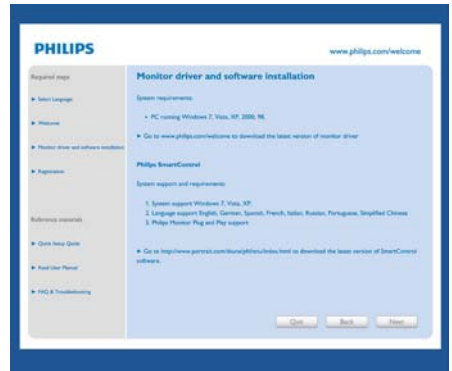 PHILIPS
www.philips.com/welcome
Required steps
Select Language
Welcome
Monitor driver and software installation
Registration
Reference materials
Quick Setup Guide
Read User Manual
FAQ & Troubleshooting
Monitor driver and software installation
System requirements:
• PC running Windows 7, Vista, XP, 2000, 98.
Go to www.philips.com/welcome to download the latest version of monitor driver
Philips SmartControl
System support and requirements:
1. System support Windows 7, Vista, XP.
2. Language support English, German, Spanish, French, Italian, Russian, Portuguese, Simplified Chinese
3. Philips Monitor Plug and Play support
Go to to download the latest version of SmartControl
software.
Quit
Back
Next